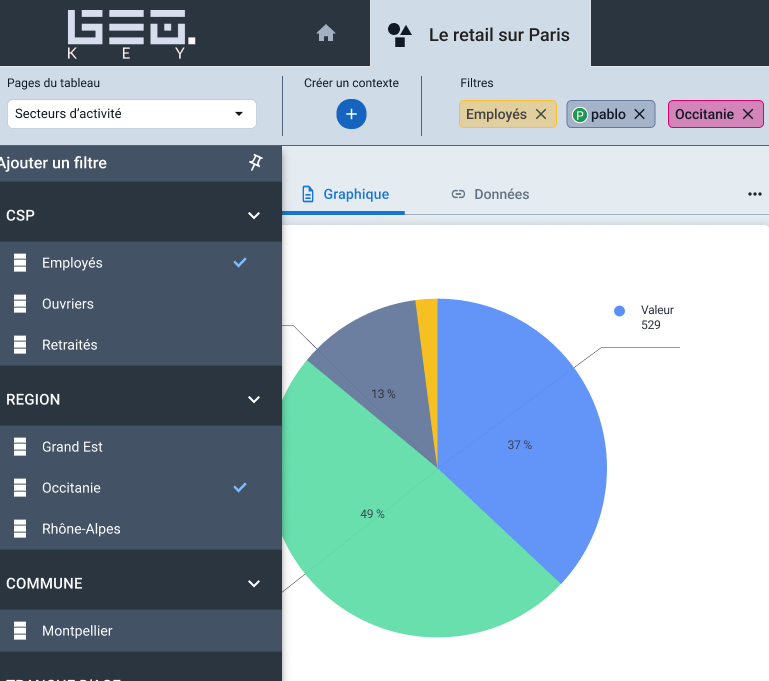 GEO
KEY
Le retail sur Paris
Pages du tableau
Secteurs d’activité
Créer un contexte
+
Filtres
Employés
P pablo
Occitanie
Ajouter un filtre
Graphique
Données
CSP
Employés
Ouvriers
Retraités
REGION
Grand Est
Occitanie
Rhône-Alpes
COMMUNE
Montpellier
Valeur
529
13 %
37 %
49 %